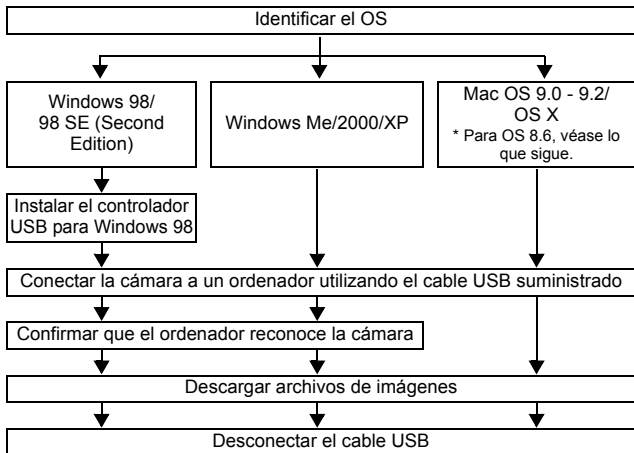 Identificar el OS
Windows 98/
98 SE (Second
Edition)
Windows Me/2000/XP
Mac OS 9.0 - 9.2/
OS X
* Para OS 8.6, véase lo
que sigue.
Instalar el controlador
USB para Windows 98
Conectar la cámara a un ordenador utilizando el cable USB suministrado
Confirmar que el ordenador reconoce la cámara
Descargar archivos de imágenes
Desconectar el cable USB